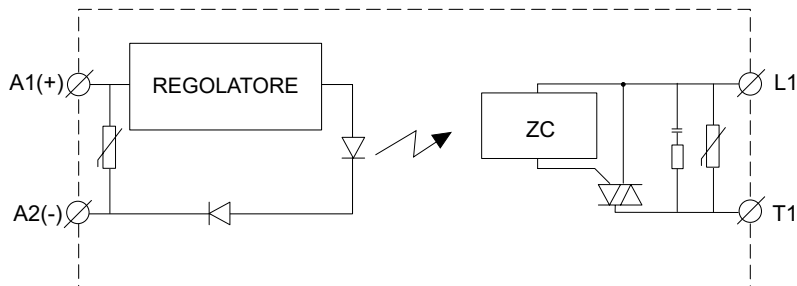 A1(+)
REGOLATORE
L1
ZC
A2(-)
T1